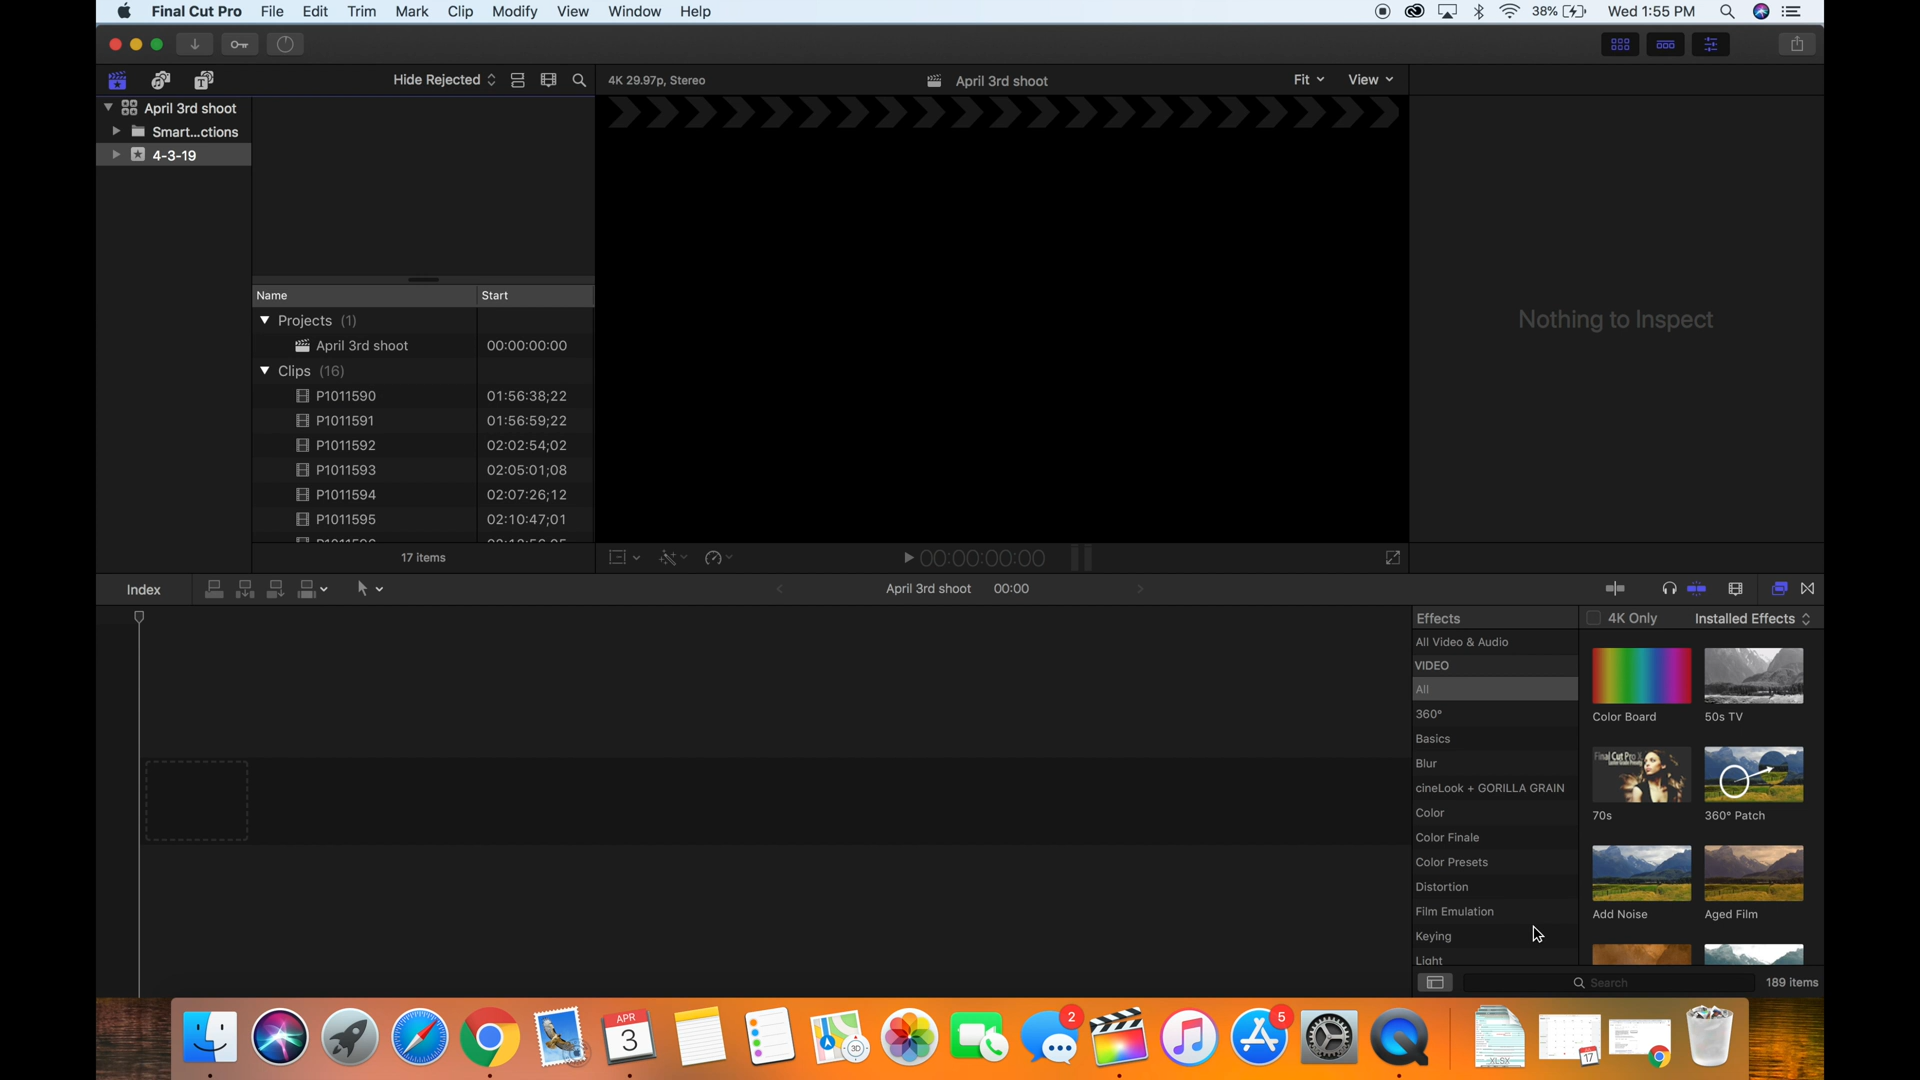 Final Cut Pro File Edit Trim Mark Clip Modify View Window Help 38% Wed 1:55 PM
Hide Rejected 4K 29.97p, Stereo April 3rd shoot Fit View
April 3rd shoot
Smart...ctions
4-3-19
Name Start
Projects (1)
April 3rd shoot 00:00:00:00
Clips (16)
P1011590 01:56:38;22
P1011591 01:56:59;22
P1011592 02:02:54;02
P1011593 02:05:01;08
P1011594 02:07:26;12
P1011595 02:10:47;01
17 items
Nothing to Inspect
00:00:00:00
Index April 3rd shoot 00:00
Effects 4K Only Installed Effects
All Video & Audio
VIDEO
All
360°
Basics
Blur
cineLook + GORILLA GRAIN
Color
Color Finale
Color Presets
Distortion
Film Emulation
Keying
Light
Color Board 50s TV
Final Cut Pro X
70s 360° Patch
Add Noise Aged Film
Search 189 items
APR
3
3D
2
5
XLSX
17